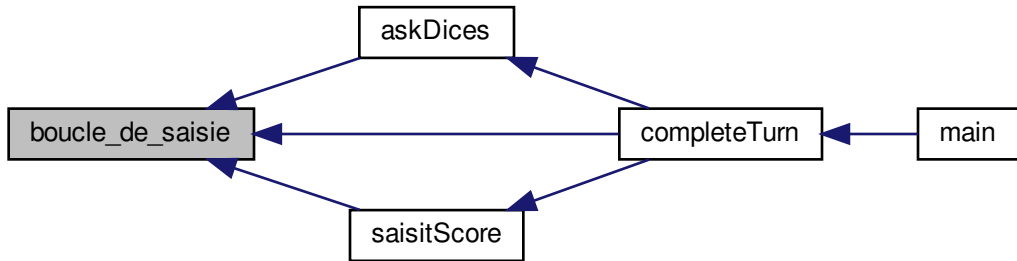 askDices
boucle_de_saisie
completeTurn
main
saisitScore